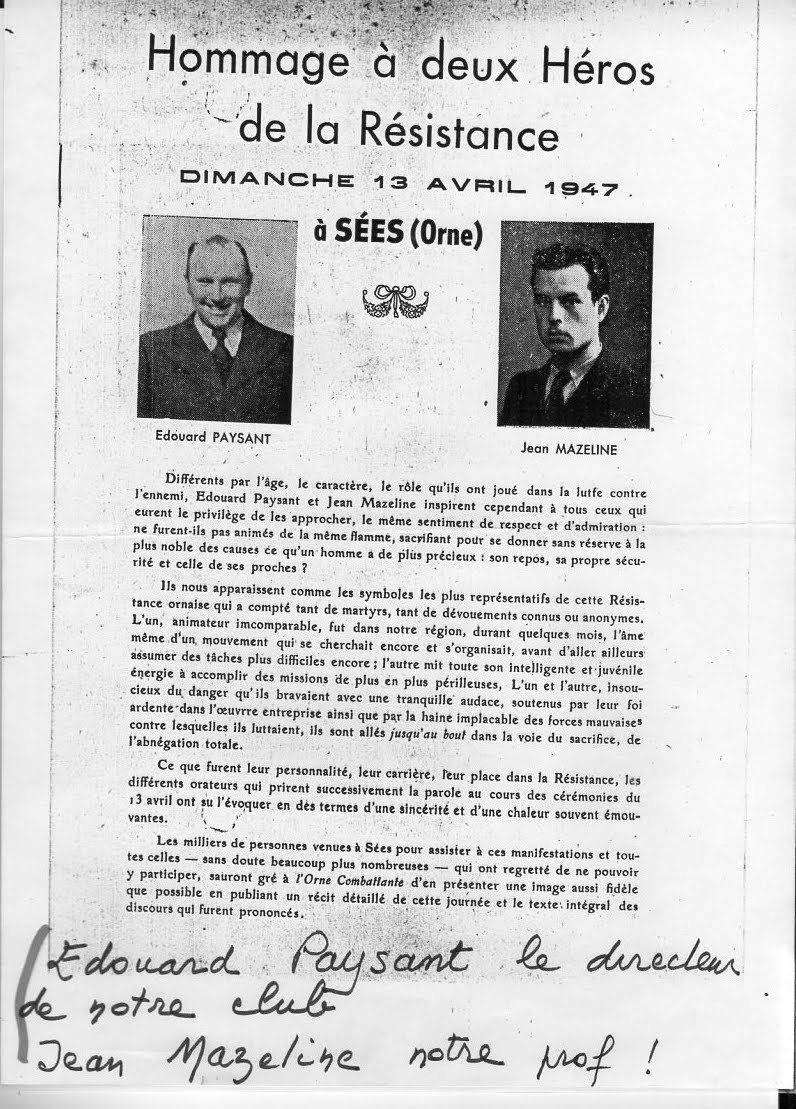 Hommage à deux Héros
de la Résistance
DIMANCHE 13 AVRIL 1947.
à SÉES (Orne)
Edouard PAYSANT
Jean MAZELINE
Différents par l'âge, le caractère, le rôle qu'ils ont joué dans la lutfe contre
l'ennemi, Edouard Paysant et Jean Mazeline inspirent cependant à tous ceux qui
eurent le privilège de les approcher, le même sentiment de respect et d'admiration :
ne furent-ils pas animés de la même flamme, sacrifiant pour se donner sans réserve à la
plus noble des causes ce qu'un homme a de plus précieux : son repos, sa propre sécu-
rité et celle de ses proches ?
Ils nous apparaissent comme les symboles les plus représentatifs de cette Résis-
tance ornaise qui a compté tant de martyrs, tant de dévouements connus ou anonymes.
L'un, animateur imcomparable, fut dans notre région, durant quelques mois, l'âme
même d'un mouvement qui se cherchait encore et s'organisait, avant d'aller ailleurs
assumer des tâches plus difficiles encore ; l'autre mit toute son intelligente et juvénile
énergie à accomplir des missions de plus en plus périlleuses, L'un et l'autre, insou-
cieux du danger qu'ils bravaient avec une tranquille audace, soutenus par leur foi
ardente dans l'œuvrre entreprise ainsi que par la haine implacable des forces mauvaises
contre lesquelles ils luttaient, ils sont allés jusqu'au bout dans la voie du sacrifice, de
l'abnégation totale.
Ce que furent leur personnalité, leur carrière, leur place dans la Résistance, les
différents orateurs qui prirent successivement la parole au cours des cérémonies du
13 avril ont su l'évoquer en des termes d'une sincérité et d'une chaleur souvent émou-
vantes.
Les milliers de personnes venues à Sées pour assister à ces manifestations et tou-
tes celles — sans doute beaucoup plus nombreuses — qui ont regretté de ne pouvoir
y participer, sauront gré à l'Orne Combattante d'en présenter une image aussi fidèle
que possible en publiant un récit détaillé de cette journée et le texte intégral des
discours qui furent prononcés.
Edouard Paysant le directeur
de notre club
Jean Mazeline notre prof !